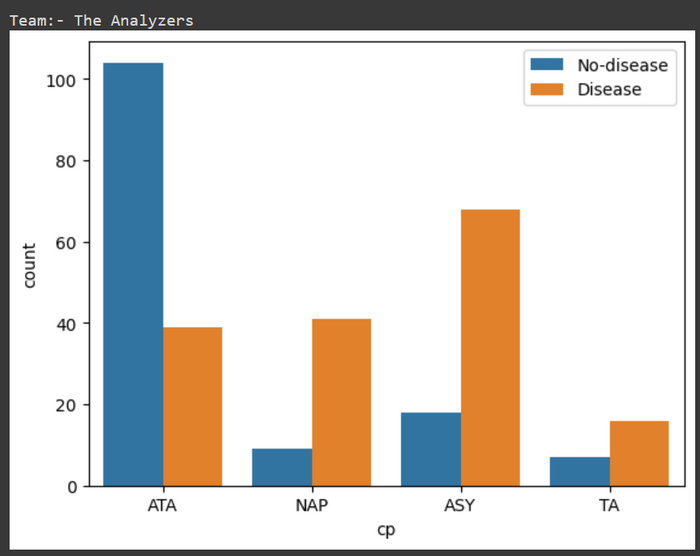 Team:- The Analyzers
No-disease
Disease
100
80
60
40
20
0
count
ATA NAP ASY TA
cp